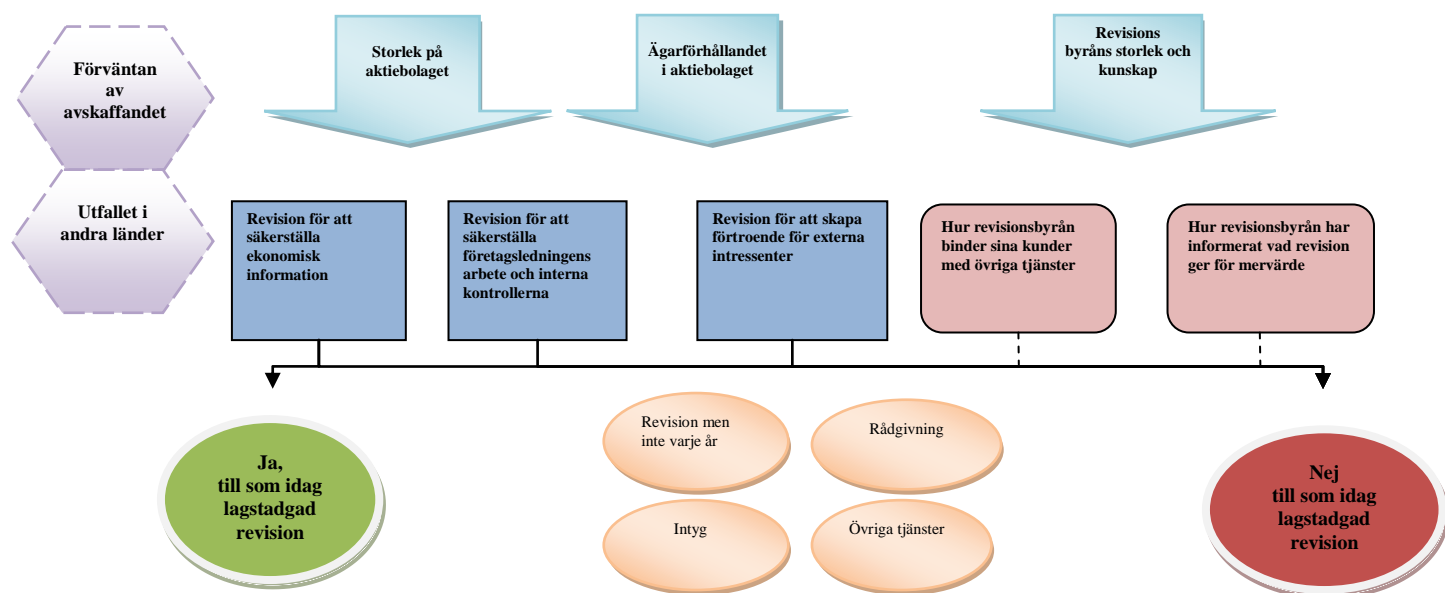 Förväntan
av
avskaffandet
Storlek på
aktiebolaget
Ägarförhållandet
i aktiebolaget
Revisions
byråns storlek och
kunskap
Utfallet i
andra länder
Revision för att
säkerställa
ekonomisk
information
Revision för att
säkerställa
företagsledningens
arbete och interna
kontrollerna
Revision för att skapa
förtroende för externa
intressenter
Hur revisionsbyrån
binder sina kunder
med övriga tjänster
Hur revisionsbyrån har
informerat vad revision
ger för mervärde
Ja,
till som idag
lagstadgad
revision
Revision men
inte varje år
Rådgivning
Intyg
Övriga tjänster
Nej
till som idag
lagstadgad
revision